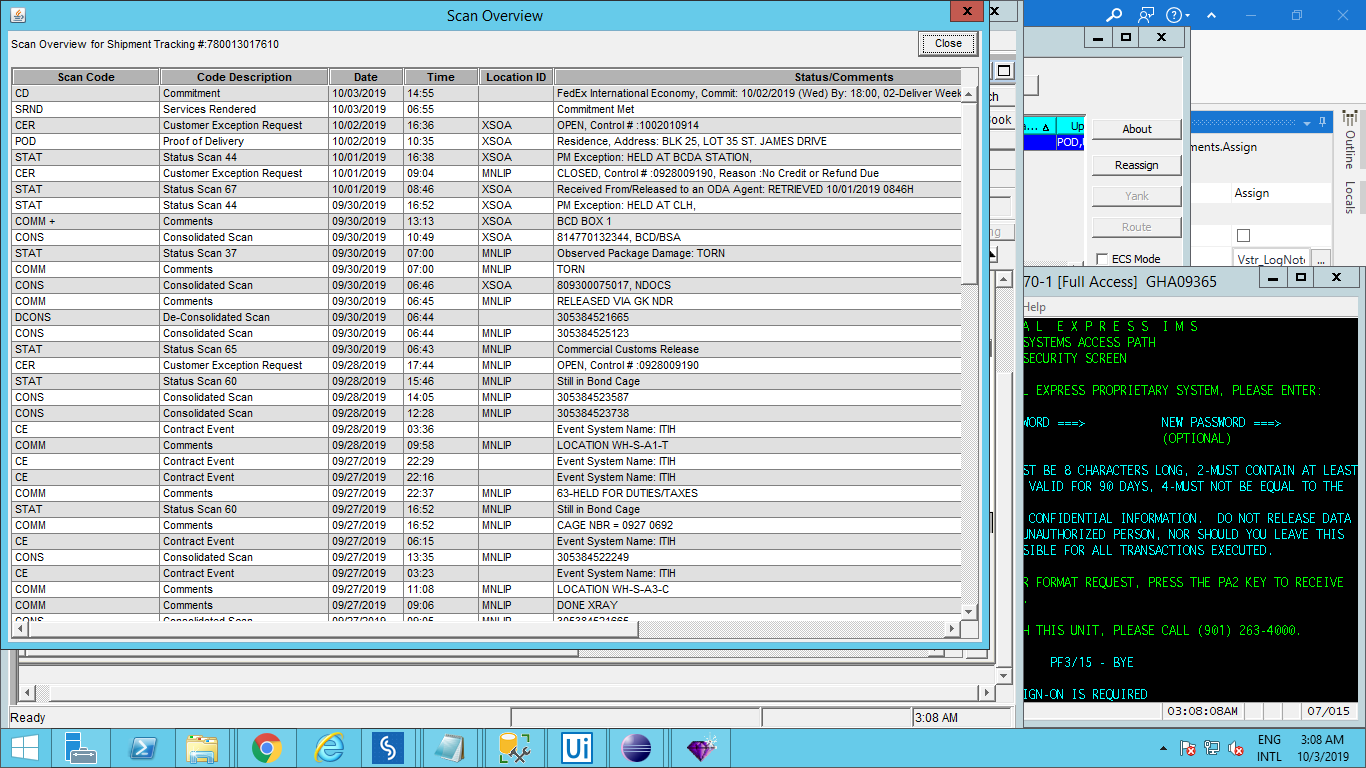 Scan Overview
Scan Overview for Shipment Tracking #:780013017610
Close
Scan Code Code Description Date Time Location ID Status/Comments
CD Commitment 10/03/2019 14:55 FedEx International Economy, Commit: 10/02/2019 (Wed) By: 18:00, 02-Deliver Week
SRND Services Rendered 10/03/2019 06:55 Commitment Met
CER Customer Exception Request 10/02/2019 16:36 XSOA OPEN, Control # :1002010914
POD Proof of Delivery 10/02/2019 10:35 XSOA Residence, Address: BLK 25, LOT 35 ST. JAMES DRIVE
STAT Status Scan 44 10/01/2019 16:38 XSOA PM Exception: HELD AT BCDA STATION,
CER Customer Exception Request 10/01/2019 09:04 MNLIP CLOSED, Control # :0928009190, Reason :No Credit or Refund Due
STAT Status Scan 67 10/01/2019 08:46 XSOA Received From/Released to an ODA Agent: RETRIEVED 10/01/2019 0846H
STAT Status Scan 44 09/30/2019 16:52 XSOA PM Exception: HELD AT CLH,
COMM + Comments 09/30/2019 13:13 XSOA BCD BOX 1
CONS Consolidated Scan 09/30/2019 10:49 XSOA 814770132344, BCD/BSA
STAT Status Scan 37 09/30/2019 07:00 MNLIP Observed Package Damage: TORN
COMM Comments 09/30/2019 07:00 MNLIP TORN
CONS Consolidated Scan 09/30/2019 06:46 XSOA 809300075017, NDOCS
COMM Comments 09/30/2019 06:45 MNLIP RELEASED VIA GK NDR
DCONS De-Consolidated Scan 09/30/2019 06:44 305384521665
CONS Consolidated Scan 09/30/2019 06:44 MNLIP 305384525123
STAT Status Scan 65 09/30/2019 06:43 MNLIP Commercial Customs Release
CER Customer Exception Request 09/28/2019 17:44 MNLIP OPEN, Control # :0928009190
STAT Status Scan 60 09/28/2019 15:46 MNLIP Still in Bond Cage
CONS Consolidated Scan 09/28/2019 14:05 MNLIP 305384523587
CONS Consolidated Scan 09/28/2019 12:28 MNLIP 305384523738
CE Contract Event 09/28/2019 03:36 Event System Name: ITIH
COMM Comments 09/28/2019 09:58 MNLIP LOCATION WH-S-A1-T
CE Contract Event 09/27/2019 22:29 Event System Name: ITIH
CE Contract Event 09/27/2019 22:16 Event System Name: ITIH
COMM Comments 09/27/2019 22:37 MNLIP 63-HELD FOR DUTIES/TAXES
STAT Status Scan 60 09/27/2019 16:52 MNLIP Still in Bond Cage
COMM Comments 09/27/2019 16:52 MNLIP CAGE NBR = 0927 0692
CE Contract Event 09/27/2019 06:15 Event System Name: ITIH
CONS Consolidated Scan 09/27/2019 13:35 MNLIP 305384522249
CE Contract Event 09/27/2019 03:23 Event System Name: ITIH
COMM Comments 09/27/2019 11:08 MNLIP LOCATION WH-S-A3-C
COMM Comments 09/27/2019 09:06 MNLIP DONE XRAY
CONS Consolidated Scan 09/27/2019 09:05 MNLIP 305384521665
Ready 3:08 AM
a... Up
POD,
About
Reassign
Yank
Route
ECS Mode
ments.Assign
Assign
Vstr_LogNot
...
Outline
Locals
70-1 [Full Access] GHA09365
Help
A L E X P R E S S I M S
SYSTEMS ACCESS PATH
SECURITY SCREEN
L EXPRESS PROPRIETARY SYSTEM, PLEASE ENTER:
WORD ===> NEW PASSWORD ===>
(OPTIONAL)
ST BE 8 CHARACTERS LONG, 2-MUST CONTAIN AT LEAST
VALID FOR 90 DAYS, 4-MUST NOT BE EQUAL TO THE
CONFIDENTIAL INFORMATION. DO NOT RELEASE DATA
UNAUTHORIZED PERSON, NOR SHOULD YOU LEAVE THIS
SIBLE FOR ALL TRANSACTIONS EXECUTED.
R FORMAT REQUEST, PRESS THE PA2 KEY TO RECEIVE
.
H THIS UNIT, PLEASE CALL (901) 263-4000.
PF3/15 - BYE
IGN-ON IS REQUIRED
03:08:08AM 07/015
Ui
ENG
INTL
3:08 AM
10/3/2019